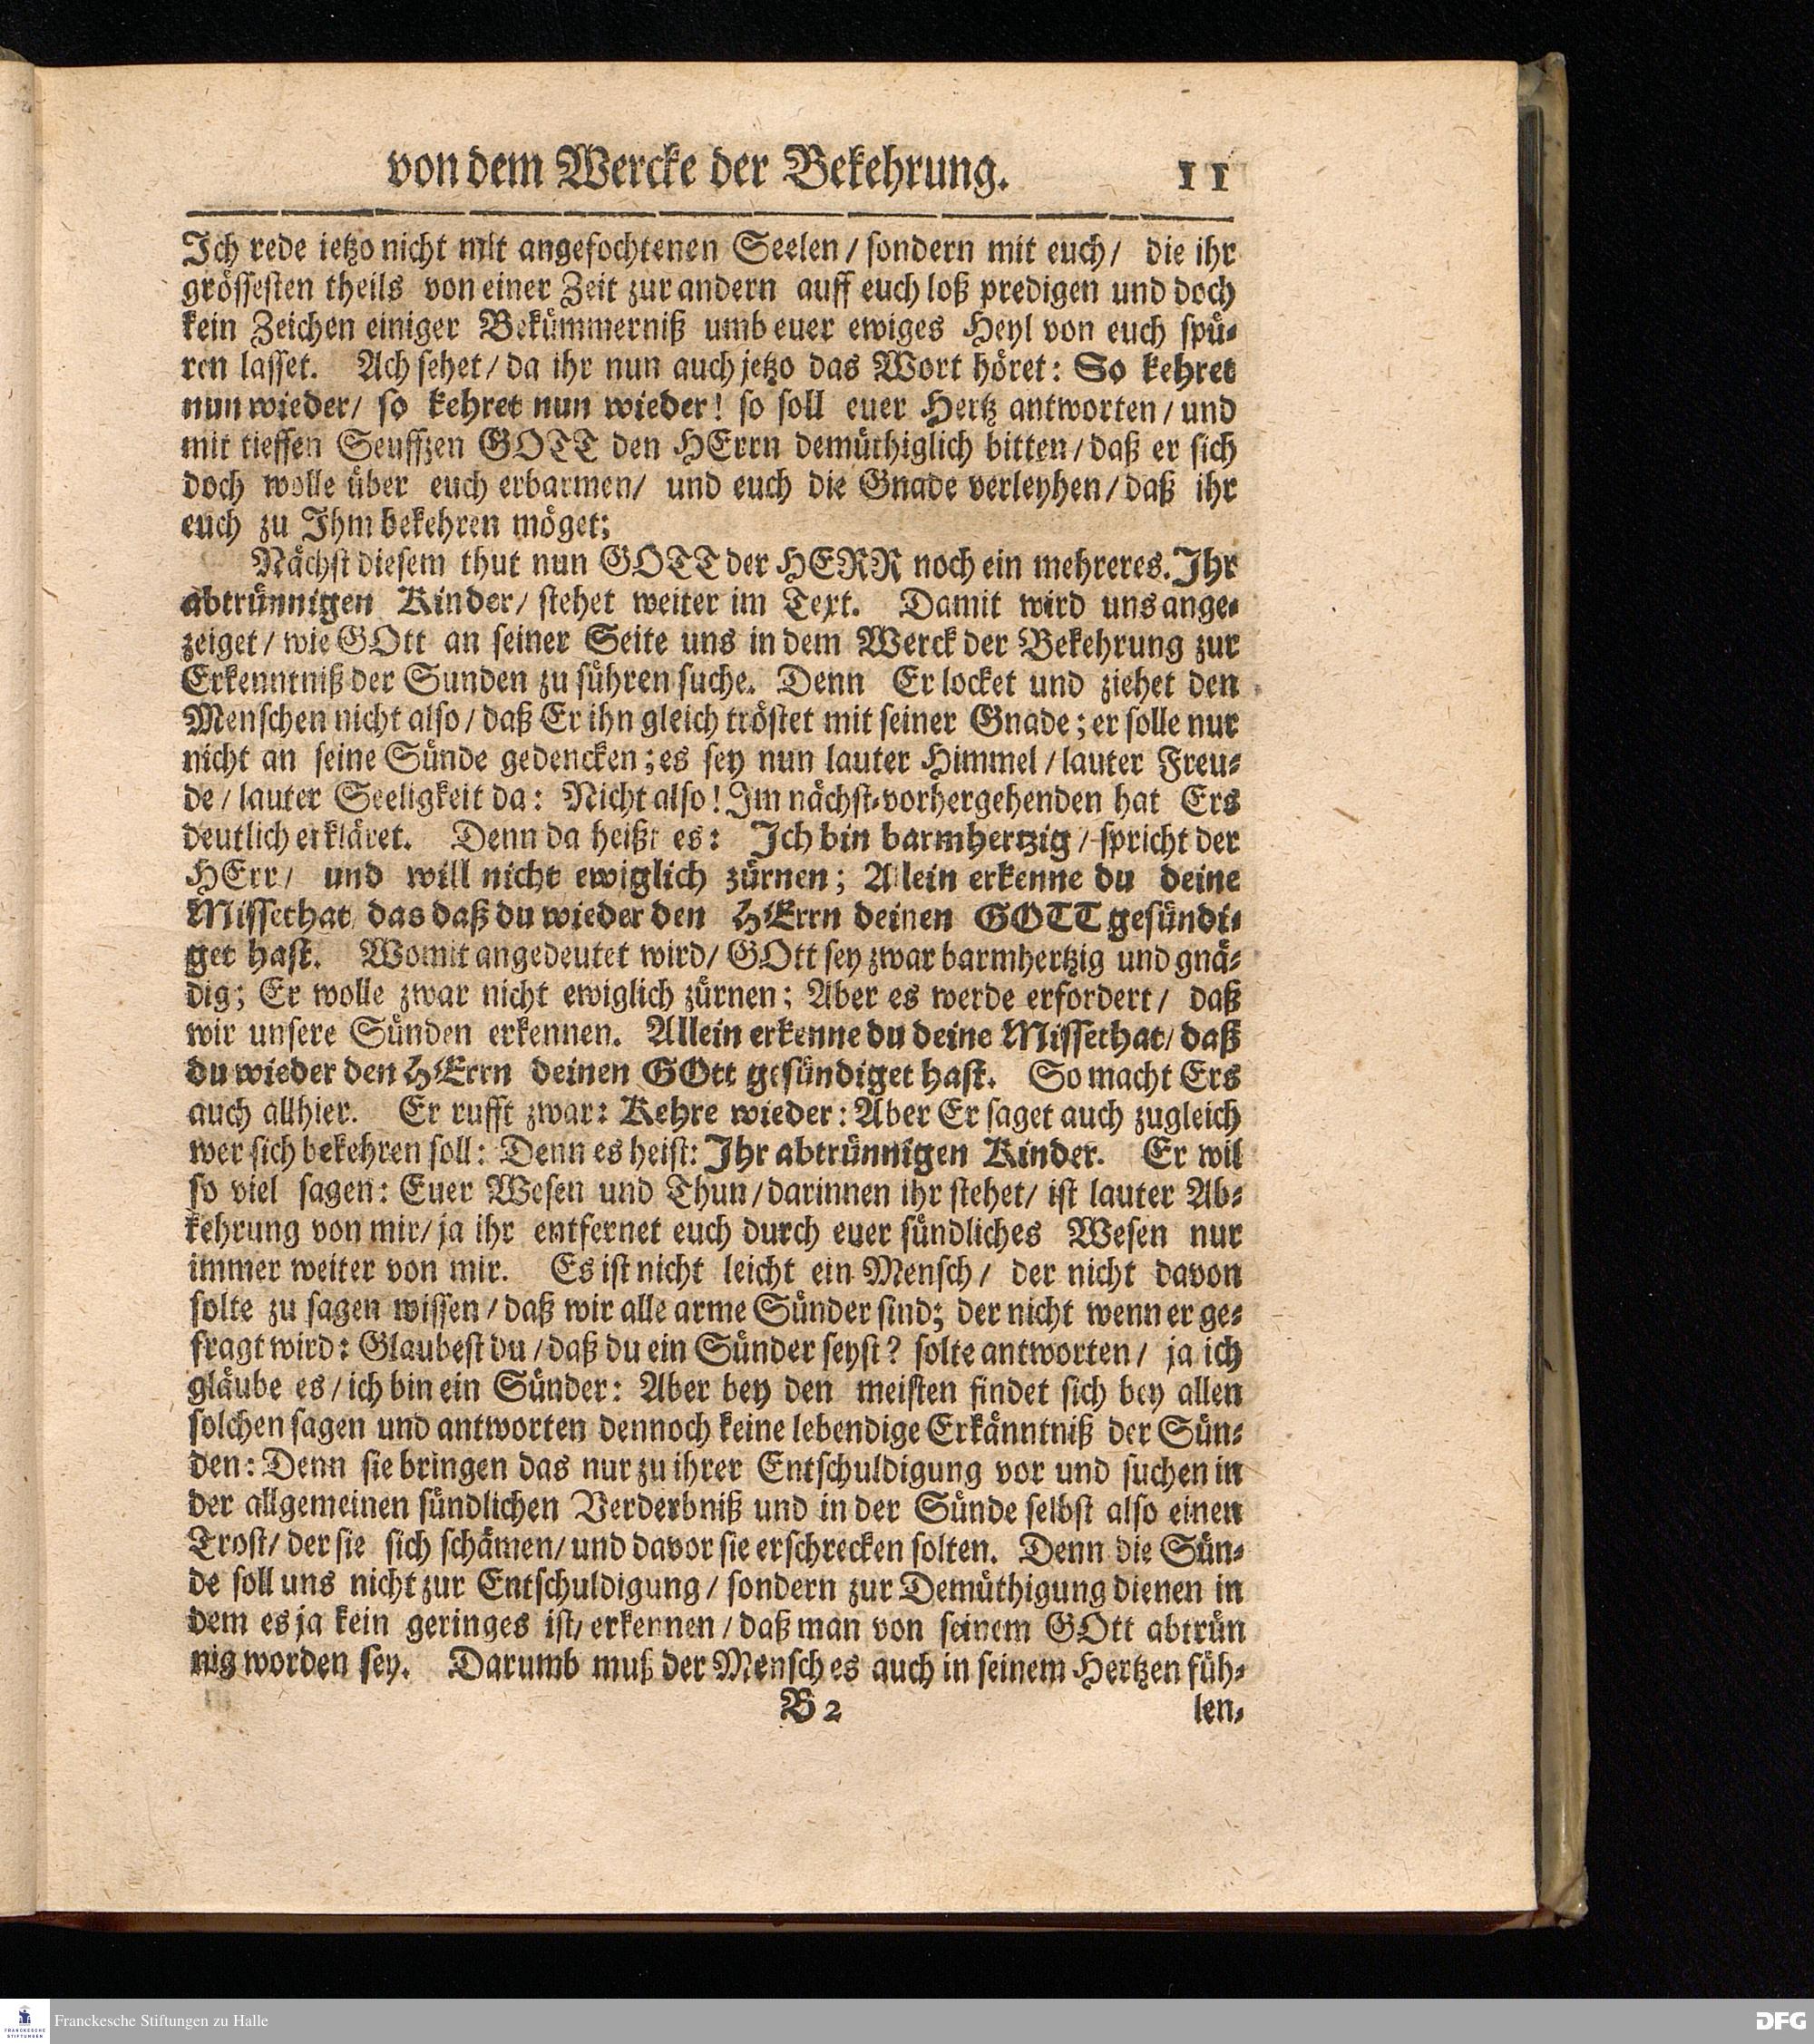 von dem Wercke der Bekehrung. 11
Ich rede ietzo nicht mit angefochtenen Seelen / sondern mit euch / die ihr
grössesten theils von einer Zeit zur andern auff euch loß predigen und doch
kein Zeichen einiger Bekümmerniß umb euer ewiges Heyl von euch spü-
ren lasset. Ach sehet / da ihr nun auch jetzo das Wort höret: So kehret
nun wieder / so kehret nun wieder! so soll euer Hertz antworten / und
mit tieffen Seufftzen GOTT den HErrn demüthiglich bitten / daß er sich
doch wolle über euch erbarmen / und euch die Gnade verleyhen / daß ihr
euch zu Ihm bekehren möget;
Nächst diesem thut nun GOTT der HERR noch ein mehreres. Ihr
abtrünnigen Kinder / stehet weiter im Text. Damit wird uns ange-
zeiget / wie GOtt an seiner Seite uns in dem Werck der Bekehrung zur
Erkenntniß der Sunden zu führen suche. Denn Er locket und ziehet den
Menschen nicht also / daß Er ihn gleich tröstet mit seiner Gnade; er solle nur
nicht an seine Sünde gedencken; es sey nun lauter Himmel / lauter Freu-
de / lauter Seeligkeit da: Nicht also! Im nächst-vorhergehenden hat Ers
deutlich erkläret. Denn da heißt es: Ich bin barmhertzig / spricht der
HErr / und will nicht ewiglich zürnen; Allein erkenne du deine
Missethat das daß du wieder den HErrn deinen GOTT gesündi-
get hast. Womit angedeutet wird / GOtt sey zwar barmhertzig und gnä-
dig; Er wolle zwar nicht ewiglich zürnen; Aber es werde erfordert / daß
wir unsere Sünden erkennen. Allein erkenne du deine Missethat / daß
du wieder den HErrn deinen GOtt gesündiget hast. So macht Ers
auch allhier. Er rufft zwar: Kehre wieder: Aber Er saget auch zugleich
wer sich bekehren soll: Denn es heist: Ihr abtrünnigen Kinder. Er wil
so viel sagen: Euer Wesen und Thun / darinnen ihr stehet / ist lauter Ab-
kehrung von mir / ja ihr entfernet euch durch euer sündliches Wesen nur
immer weiter von mir. Es ist nicht leicht ein Mensch / der nicht davon
solte zu sagen wissen / daß wir alle arme Sünder sind; der nicht wenn er ge-
fragt wird: Glaubest du / daß du ein Sünder seyst? solte antworten / ja ich
gläube es / ich bin ein Sünder: Aber bey den meisten findet sich bey allen
solchen sagen und antworten dennoch keine lebendige Erkänntniß der Sün-
den: Denn sie bringen das nur zu ihrer Entschuldigung vor und suchen in
der allgemeinen sündlichen Verderbniß und in der Sünde selbst also einen
Trost / der sie sich schämen / und davor sie erschrecken solten. Denn die Sün-
de soll uns nicht zur Entschuldigung / sondern zur Demüthigung dienen in
dem es ja kein geringes ist / erkennen / daß man von seinem GOtt abtrün
nig worden sey. Darumb muß der Mensch es auch in seinem Hertzen füh-
B 2 len,
FRANCKESCHE STIFTUNGEN
Franckesche Stiftungen zu Halle
DFG